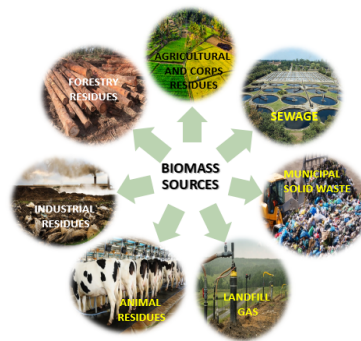 AGRICULTURAL
AND CORPS
RESIDUES
FORESTRY
RESIDUES
SEWAGE
BIOMASS
SOURCES
MUNICIPAL
SOLID WASTE
INDUSTRIAL
RESIDUES
ANIMAL
RESIDUES
LANDFILL
GAS